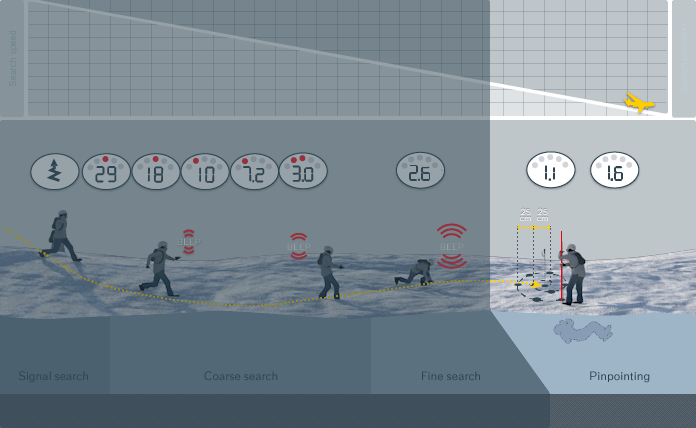 Search speed
29
18
10
7.2
3.0
2.6
1.1
1.6
BEEP
BEEP
BEEP
25 25
cm cm
Signal search
Coarse search
Fine search
Pinpointing